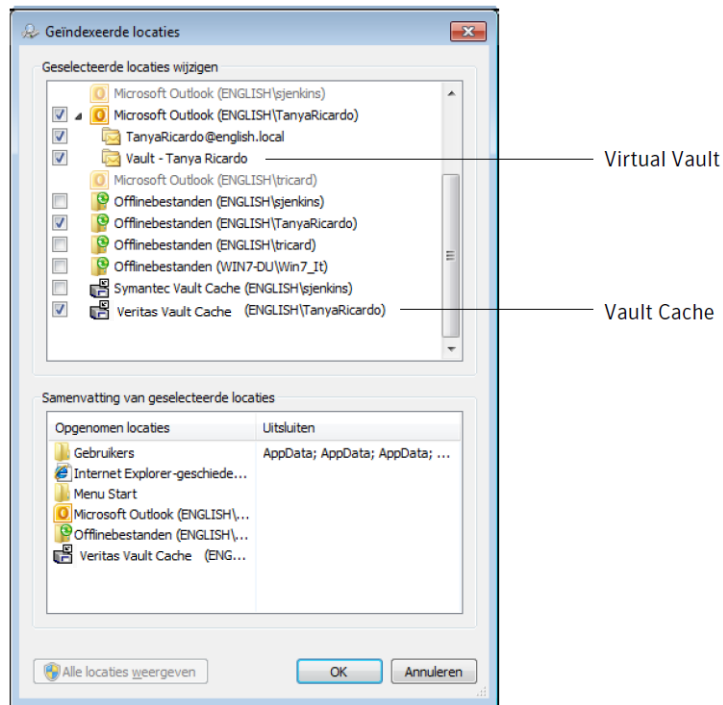 Geïndexeerde locaties
Geselecteerde locaties wijzigen
Microsoft Outlook (ENGLISH\sjenkins)
Microsoft Outlook (ENGLISH\TanyaRicardo)
TanyaRicardo@english.local
Vault - Tanya Ricardo
Virtual Vault
Microsoft Outlook (ENGLISH\tricard)
Offlinebestanden (ENGLISH\sjenkins)
Offlinebestanden (ENGLISH\TanyaRicardo)
Offlinebestanden (ENGLISH\tricard)
Offlinebestanden (WIN7-DU\Win7_It)
Symantec Vault Cache (ENGLISH\sjenkins)
Veritas Vault Cache (ENGLISH\TanyaRicardo)
Vault Cache
Samenvatting van geselecteerde locaties
Opgenomen locaties Uitsluiten
Gebruikers AppData; AppData; AppData; ...
Internet Explorer-geschiede...
Menu Start
Microsoft Outlook (ENGLISH\...
Offlinebestanden (ENGLISH\...
Veritas Vault Cache (ENG...
Alle locaties weergeven OK Annuleren